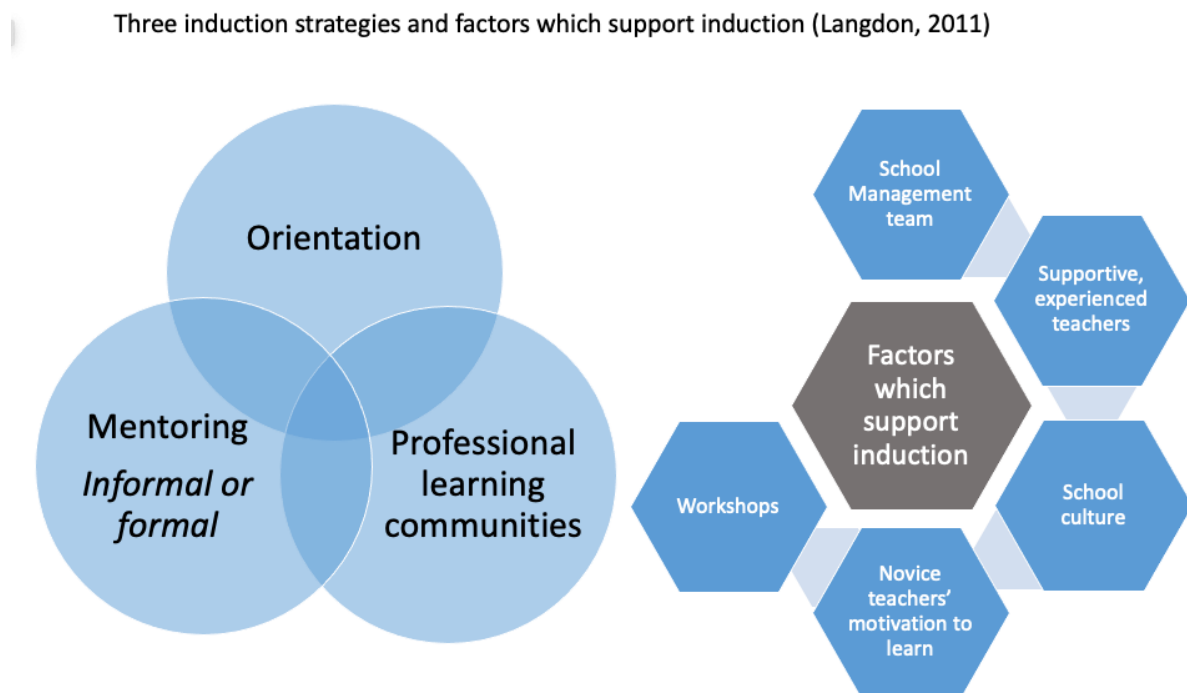 Three induction strategies and factors which support induction (Langdon, 2011)
Orientation
Mentoring
Informal or
formal
Professional
learning
communities
School
Management
team
Supportive,
experienced
teachers
Factors
which
support
induction
School
culture
Workshops
Novice
teachers’
motivation to
learn